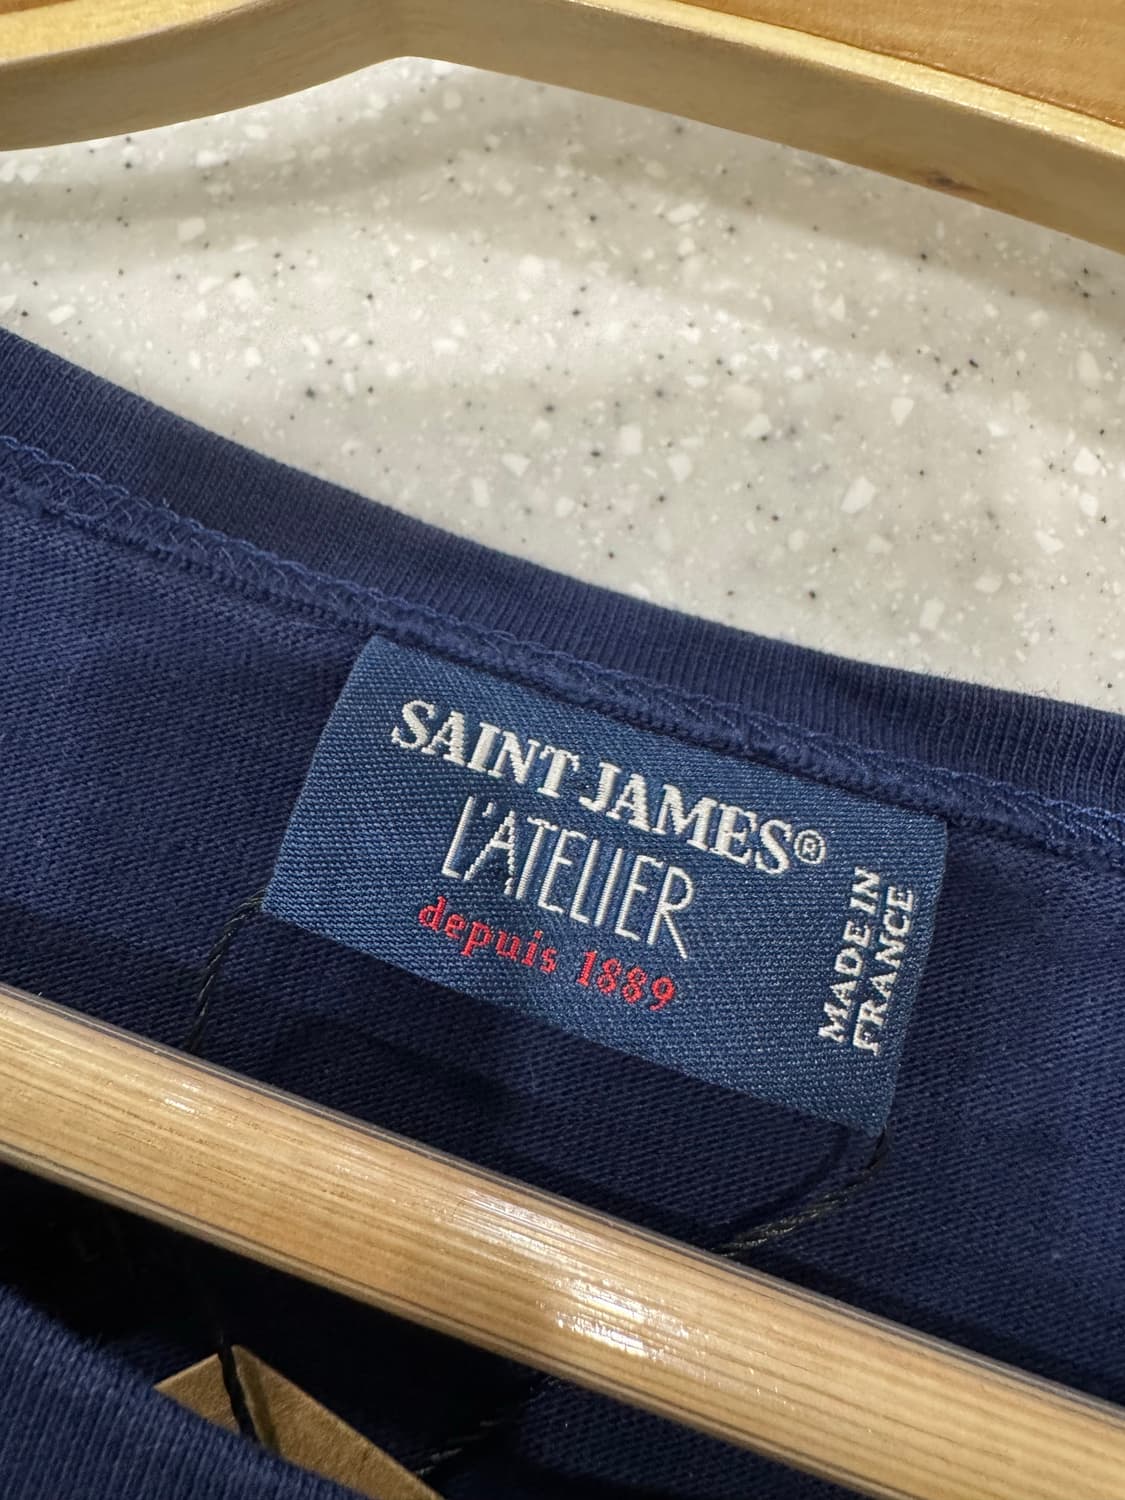 SAINT JAMES®
L'ATELIER
depuis 1889
MADE IN
FRANCE